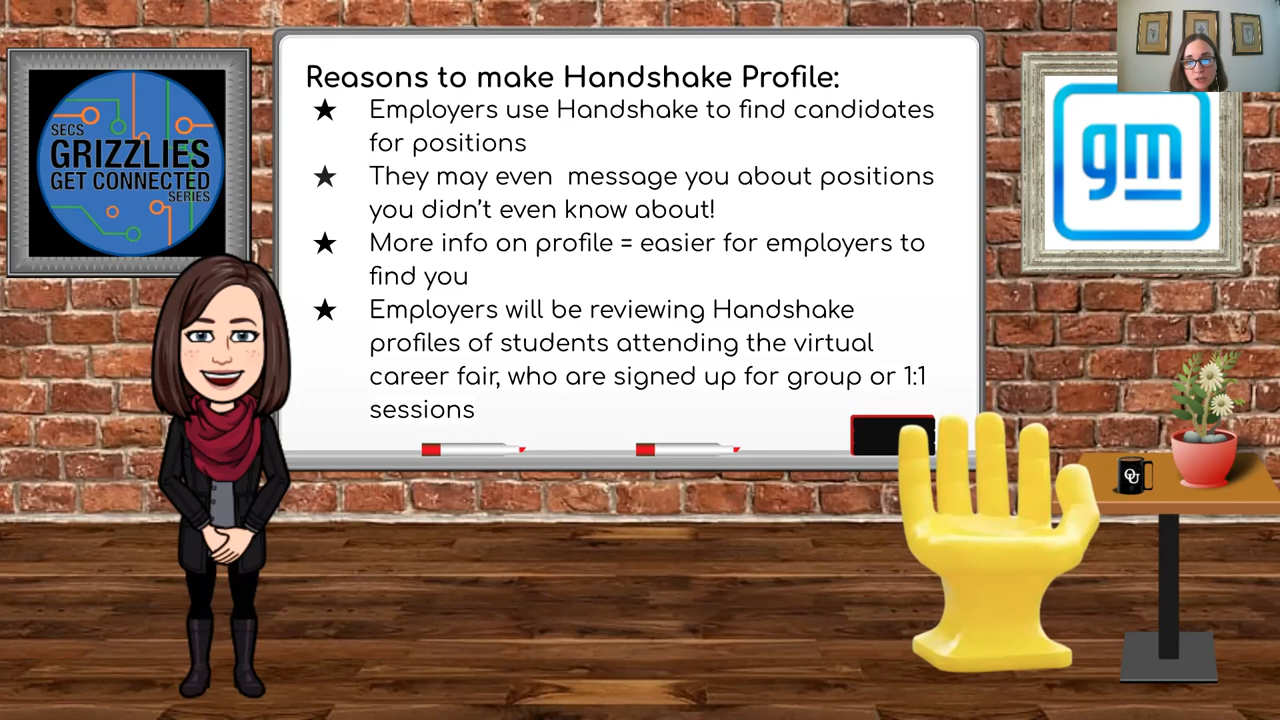 Reasons to make Handshake Profile:
★ Employers use Handshake to find candidates
for positions
★ They may even  message you about positions
you didn't even know about!
★ More info on profile = easier for employers to
find you
★ Employers will be reviewing Handshake
profiles of students attending the virtual
career fair, who are signed up for group or 1:1
sessions
SECS
GRIZZLIES
GET CONNECTED
SERIES
gm
OU